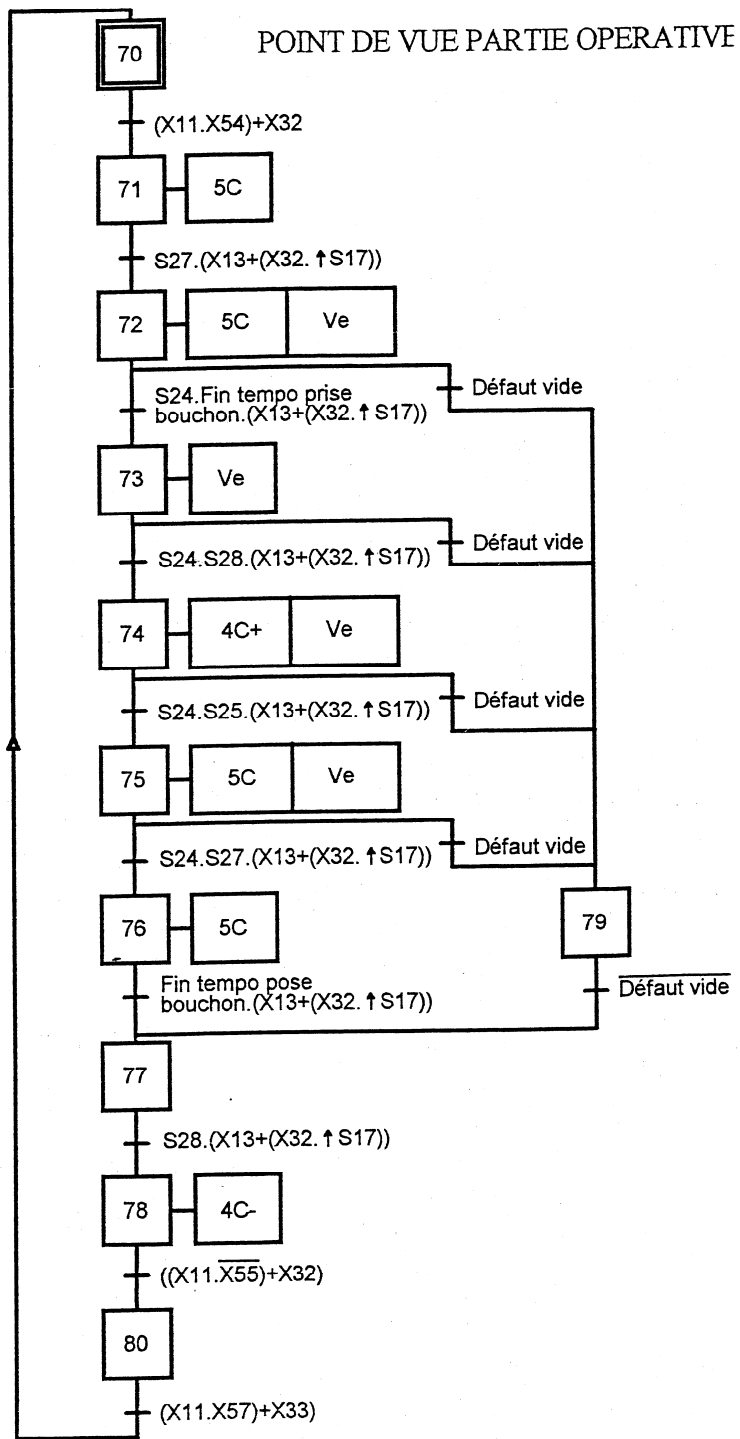 POINT DE VUE PARTIE OPERATIVE
70
(X11.X54)+X32
71
5C
S27.(X13+(X32.↑S17))
72
5C
Ve
S24.Fin tempo prise
bouchon.(X13+(X32.↑S17))
Défaut vide
73
Ve
S24.S28.(X13+(X32.↑S17))
Défaut vide
74
4C+
Ve
S24.S25.(X13+(X32.↑S17))
Défaut vide
75
5C
Ve
S24.S27.(X13+(X32.↑S17))
Défaut vide
76
5C
79
Fin tempo pose
bouchon.(X13+(X32.↑S17))
D̅é̅f̅a̅u̅t̅ ̅v̅i̅d̅e̅
77
S28.(X13+(X32.↑S17))
78
4C-
((X11.X̅5̅5̅)+X32)
80
(X11.X57)+X33)